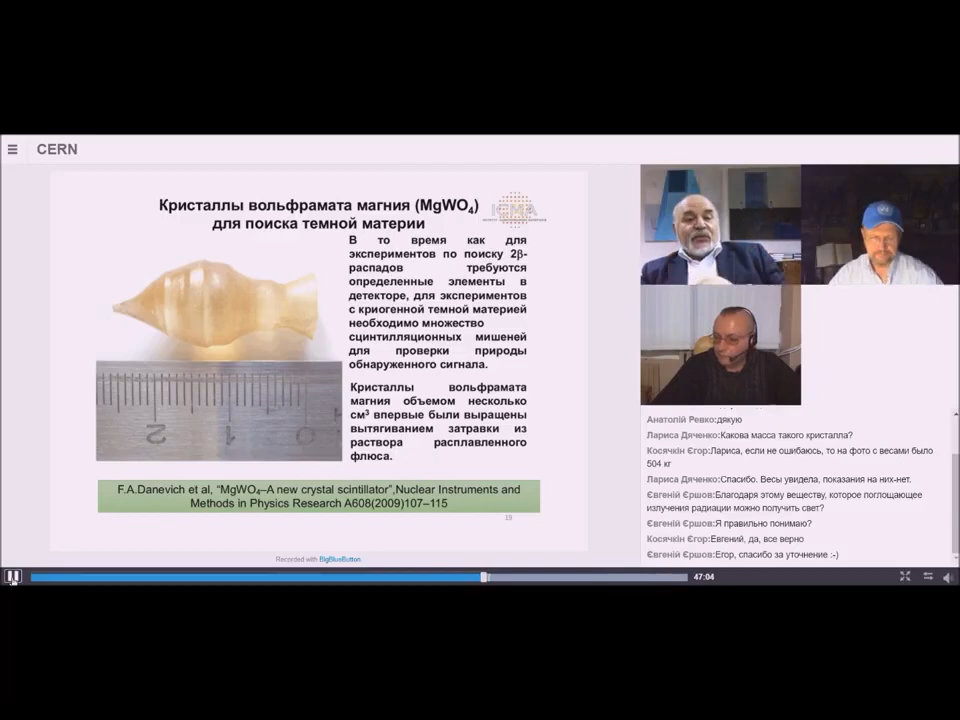 CERN
Кристаллы вольфрамата магния (MgWO₄)
для поиска темной материи
В то время как для
экспериментов по поиску 2β-
распадов требуются
определенные элементы в
детекторе, для экспериментов
с криогенной темной материей
необходимо множество
сцинтилляционных мишеней
для проверки природы
обнаруженного сигнала.
Кристаллы вольфрамата
магния объемом несколько
см³ впервые были выращены
вытягиванием затравки из
раствора расплавленного
флюса.
2 1 0
F.A.Danevich et al, “MgWO₄–A new crystal scintillator”,Nuclear Instruments and
Methods in Physics Research A608(2009)107–115
19
Recorded with BigBlueButton
Анатолій Ревко:дякую
Лариса Дяченко:Какова масса такого кристалла?
Косячкін Єгор:Лариса, если не ошибаюсь, то на фото с весами было
504 кг
Лариса Дяченко:Спасибо. Весы увидела, показания на них-нет.
Євгеній Єршов:Благодаря этому веществу, которое поглощающее
излучения радиации можно получить свет?
Євгеній Єршов:Я правильно понимаю?
Косячкін Єгор:Евгений, да, все верно
Євгеній Єршов:Егор, спасибо за уточнение :-)
47:04